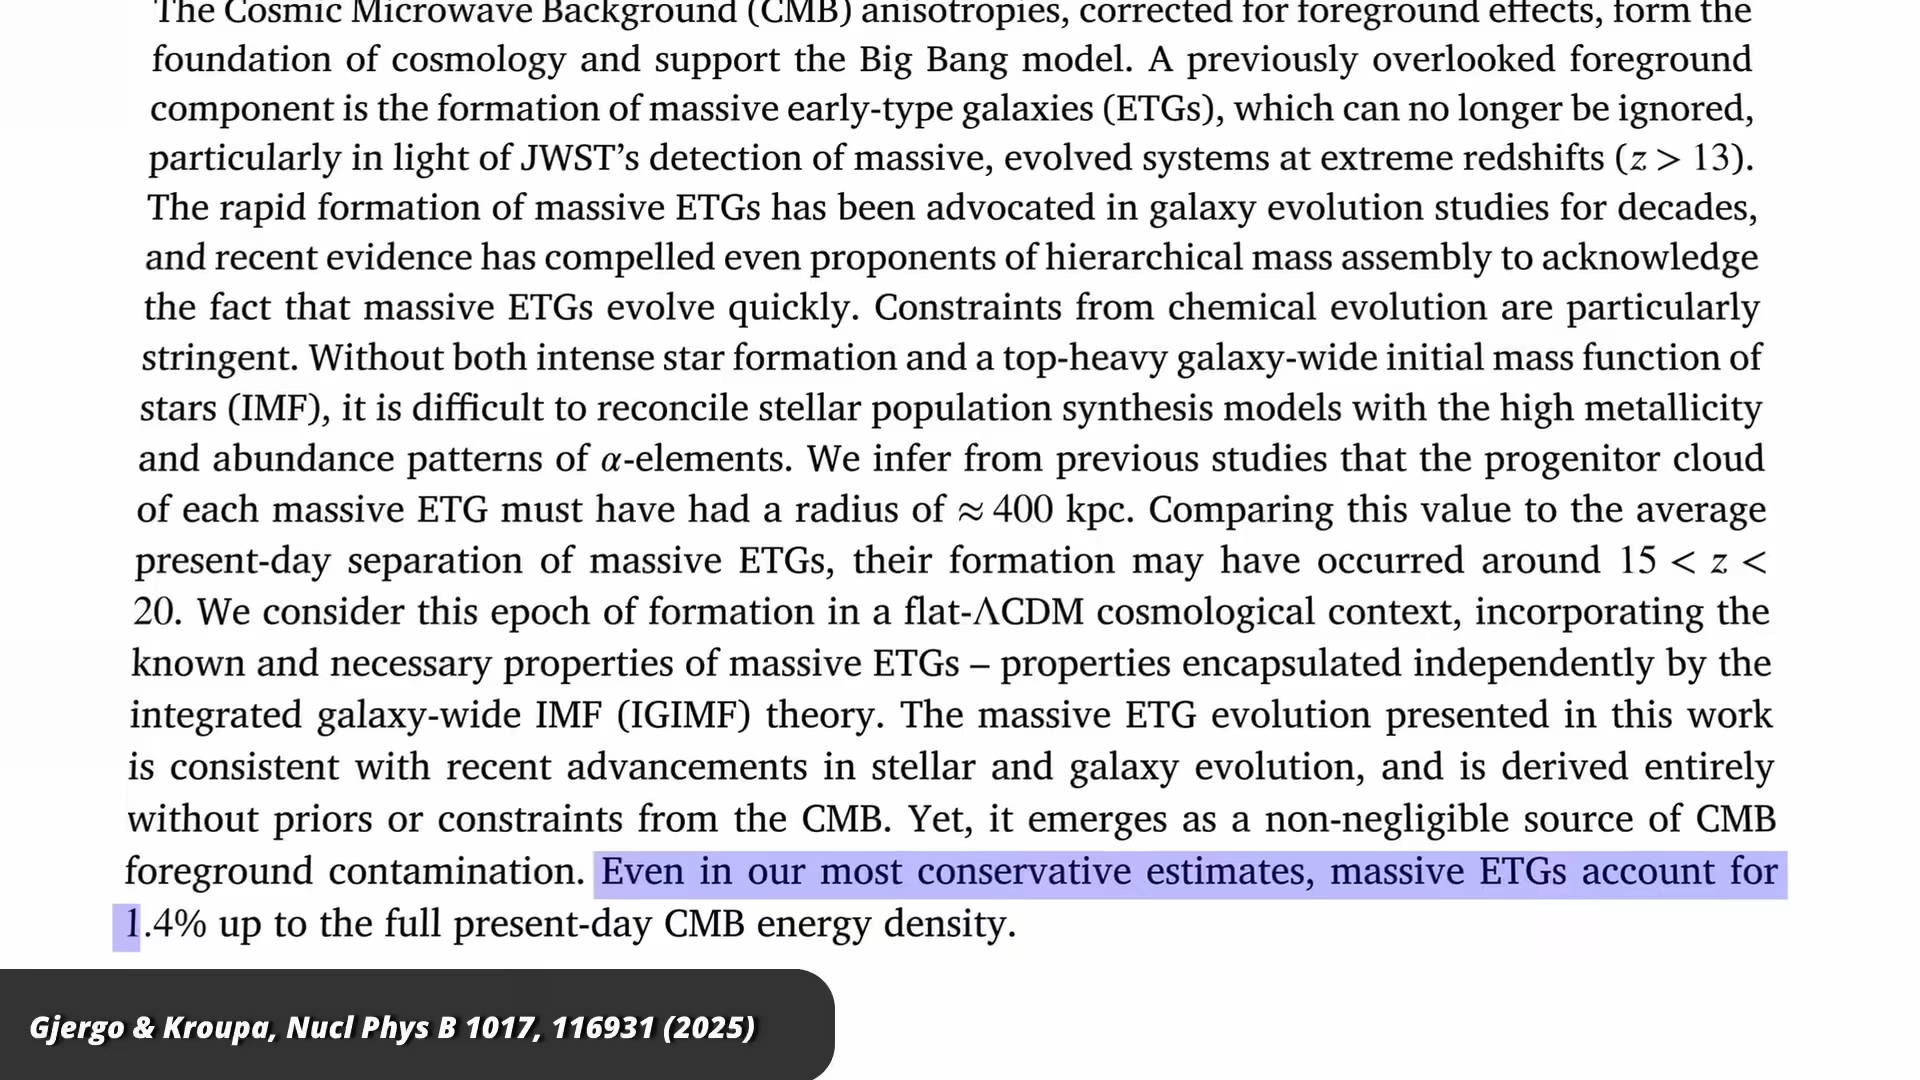 The Cosmic Microwave Background (CMB) anisotropies, corrected for foreground effects, form the
foundation of cosmology and support the Big Bang model. A previously overlooked foreground
component is the formation of massive early-type galaxies (ETGs), which can no longer be ignored,
particularly in light of JWST’s detection of massive, evolved systems at extreme redshifts (z > 13).
The rapid formation of massive ETGs has been advocated in galaxy evolution studies for decades,
and recent evidence has compelled even proponents of hierarchical mass assembly to acknowledge
the fact that massive ETGs evolve quickly. Constraints from chemical evolution are particularly
stringent. Without both intense star formation and a top-heavy galaxy-wide initial mass function of
stars (IMF), it is difficult to reconcile stellar population synthesis models with the high metallicity
and abundance patterns of α-elements. We infer from previous studies that the progenitor cloud
of each massive ETG must have had a radius of ≈ 400 kpc. Comparing this value to the average
present-day separation of massive ETGs, their formation may have occurred around 15 < z <
20. We consider this epoch of formation in a flat-ΛCDM cosmological context, incorporating the
known and necessary properties of massive ETGs – properties encapsulated independently by the
integrated galaxy-wide IMF (IGIMF) theory. The massive ETG evolution presented in this work
is consistent with recent advancements in stellar and galaxy evolution, and is derived entirely
without priors or constraints from the CMB. Yet, it emerges as a non-negligible source of CMB
foreground contamination. Even in our most conservative estimates, massive ETGs account for
1.4% up to the full present-day CMB energy density.
Gjergo & Kroupa, Nucl Phys B 1017, 116931 (2025)